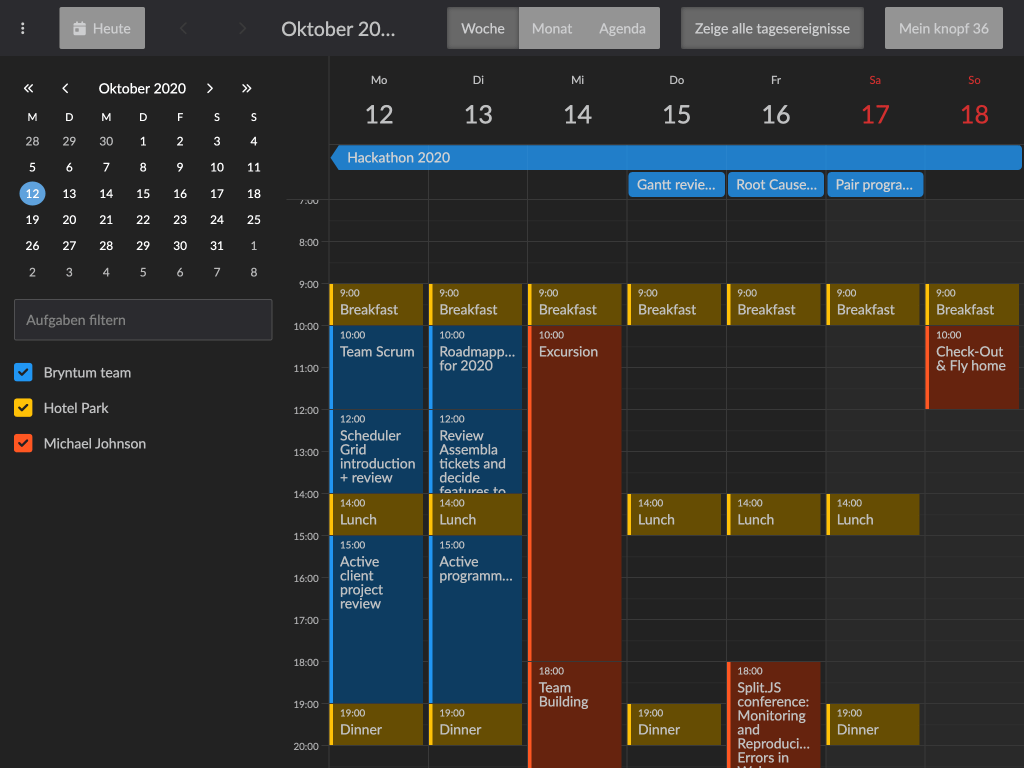 Heute
Oktober 20...
Woche
Monat
Agenda
Zeige alle tagesereignisse
Mein knopf 36
Oktober 2020
M D M D F S S
28 29 30 1 2 3 4
5 6 7 8 9 10 11
12 13 14 15 16 17 18
19 20 21 22 23 24 25
26 27 28 29 30 31 1
2 3 4 5 6 7 8
Aufgaben filtern
Bryntum team
Hotel Park
Michael Johnson
Mo Di Mi Do Fr Sa So
12 13 14 15 16 17 18
Hackathon 2020
Gantt revie...
Root Cause...
Pair progra...
7:00
8:00
9:00
10:00
11:00
12:00
13:00
14:00
15:00
16:00
17:00
18:00
19:00
20:00
9:00
Breakfast
10:00
Team Scrum
12:00
Scheduler
Grid
introduction
+ review
14:00
Lunch
15:00
Active
client
project
review
19:00
Dinner
9:00
Breakfast
10:00
Roadmapp...
for 2020
12:00
Review
Assembla
tickets and
decide
features to
14:00
Lunch
15:00
Active
programm...
19:00
Dinner
9:00
Breakfast
10:00
Excursion
18:00
Team
Building
9:00
Breakfast
14:00
Lunch
19:00
Dinner
9:00
Breakfast
14:00
Lunch
18:00
Split.JS
conference:
Monitoring
and
Reproduci...
Errors in
9:00
Breakfast
14:00
Lunch
19:00
Dinner
9:00
Breakfast
10:00
Check-Out
& Fly home